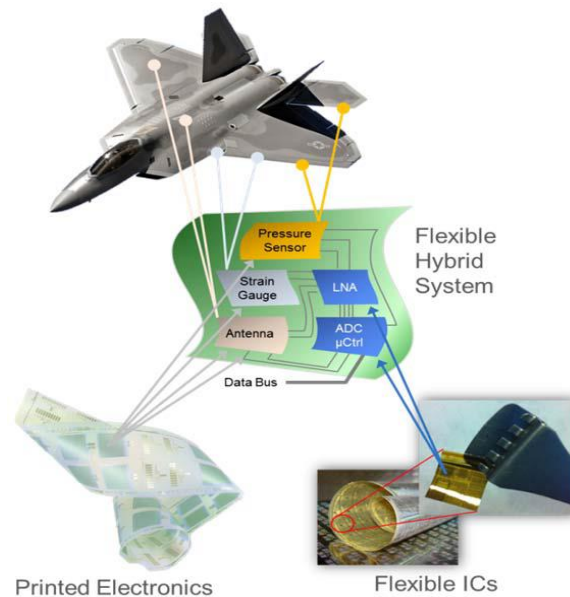 Pressure
Sensor
Flexible
Hybrid
System
Strain
Gauge
LNA
Antenna
ADC
µCtrl
Data Bus
Printed Electronics
Flexible ICs